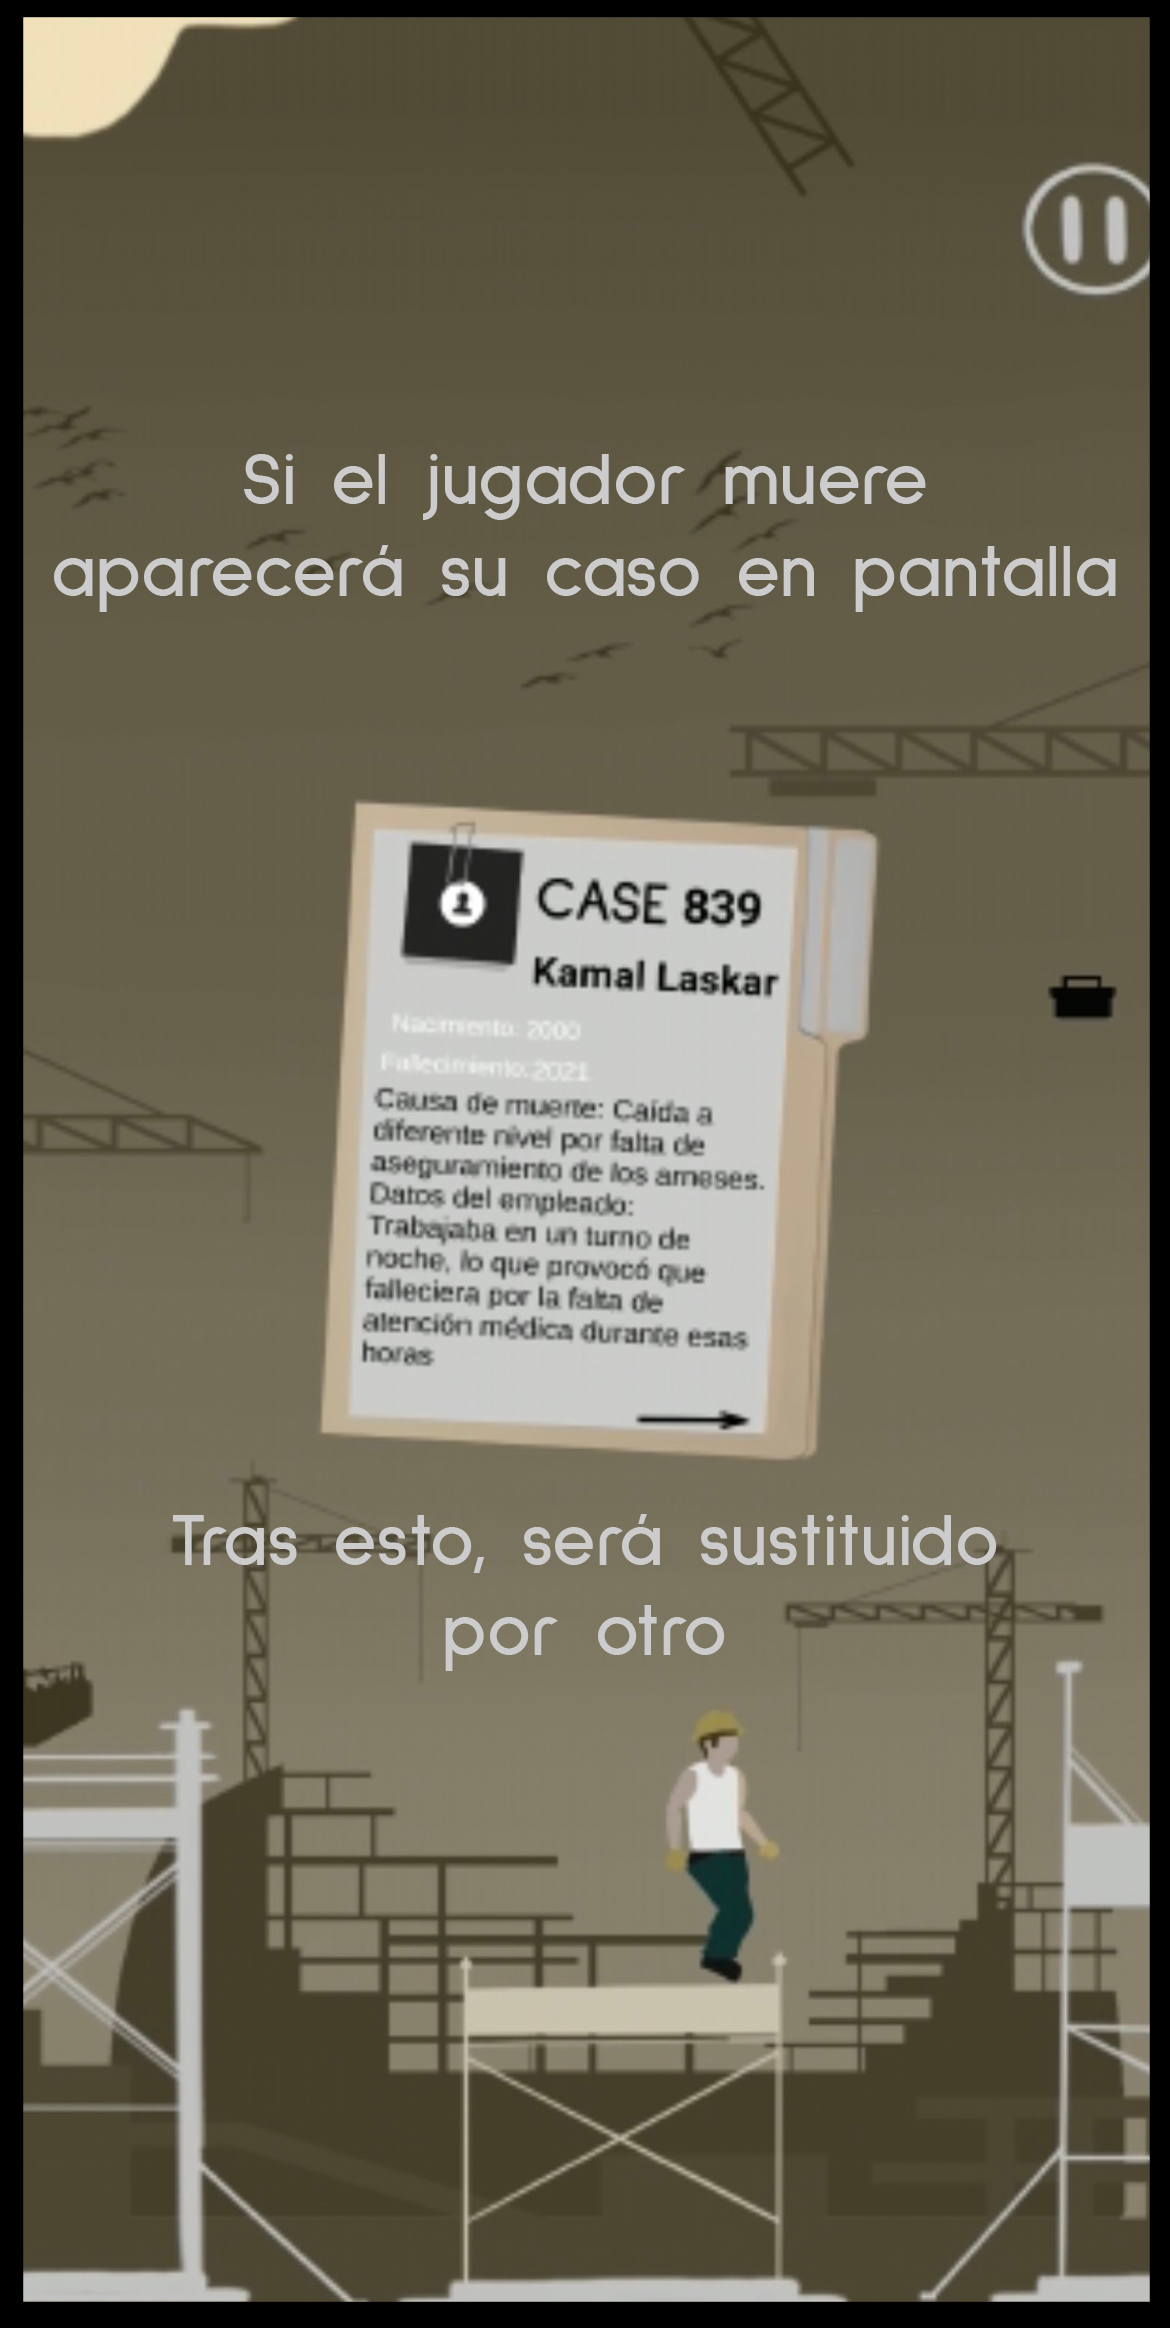 Si el jugador muere
aparecerá su caso en pantalla
CASE 839
Kamal Laskar
Nacimiento: 2000
Fallecimiento:2021
Causa de muerte: Caída a
diferente nivel por falta de
aseguramiento de los arneses.
Datos del empleado:
Trabajaba en un turno de
noche, lo que provocó que
falleciera por la falta de
atención médica durante esas
horas
Tras esto, será sustituido
por otro